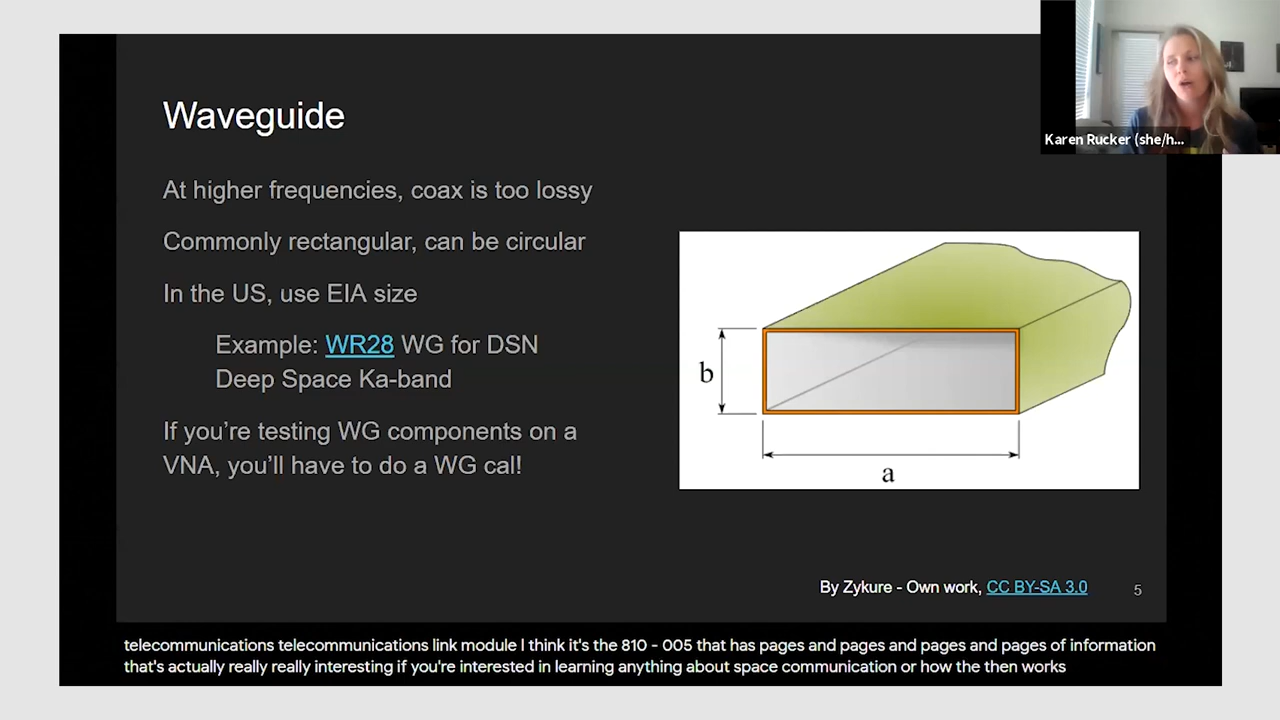 Waveguide
At higher frequencies, coax is too lossy
Commonly rectangular, can be circular
In the US, use EIA size
Example: WR28 WG for DSN
Deep Space Ka-band
If you’re testing WG components on a
VNA, you’ll have to do a WG cal!
b
a
By Zykure - Own work, CC BY-SA 3.0
5
Karen Rucker (she/h...
telecommunications telecommunications link module I think it's the 810 - 005 that has pages and pages and pages and pages of information
that's actually really really interesting if you're interested in learning anything about space communication or how the then works